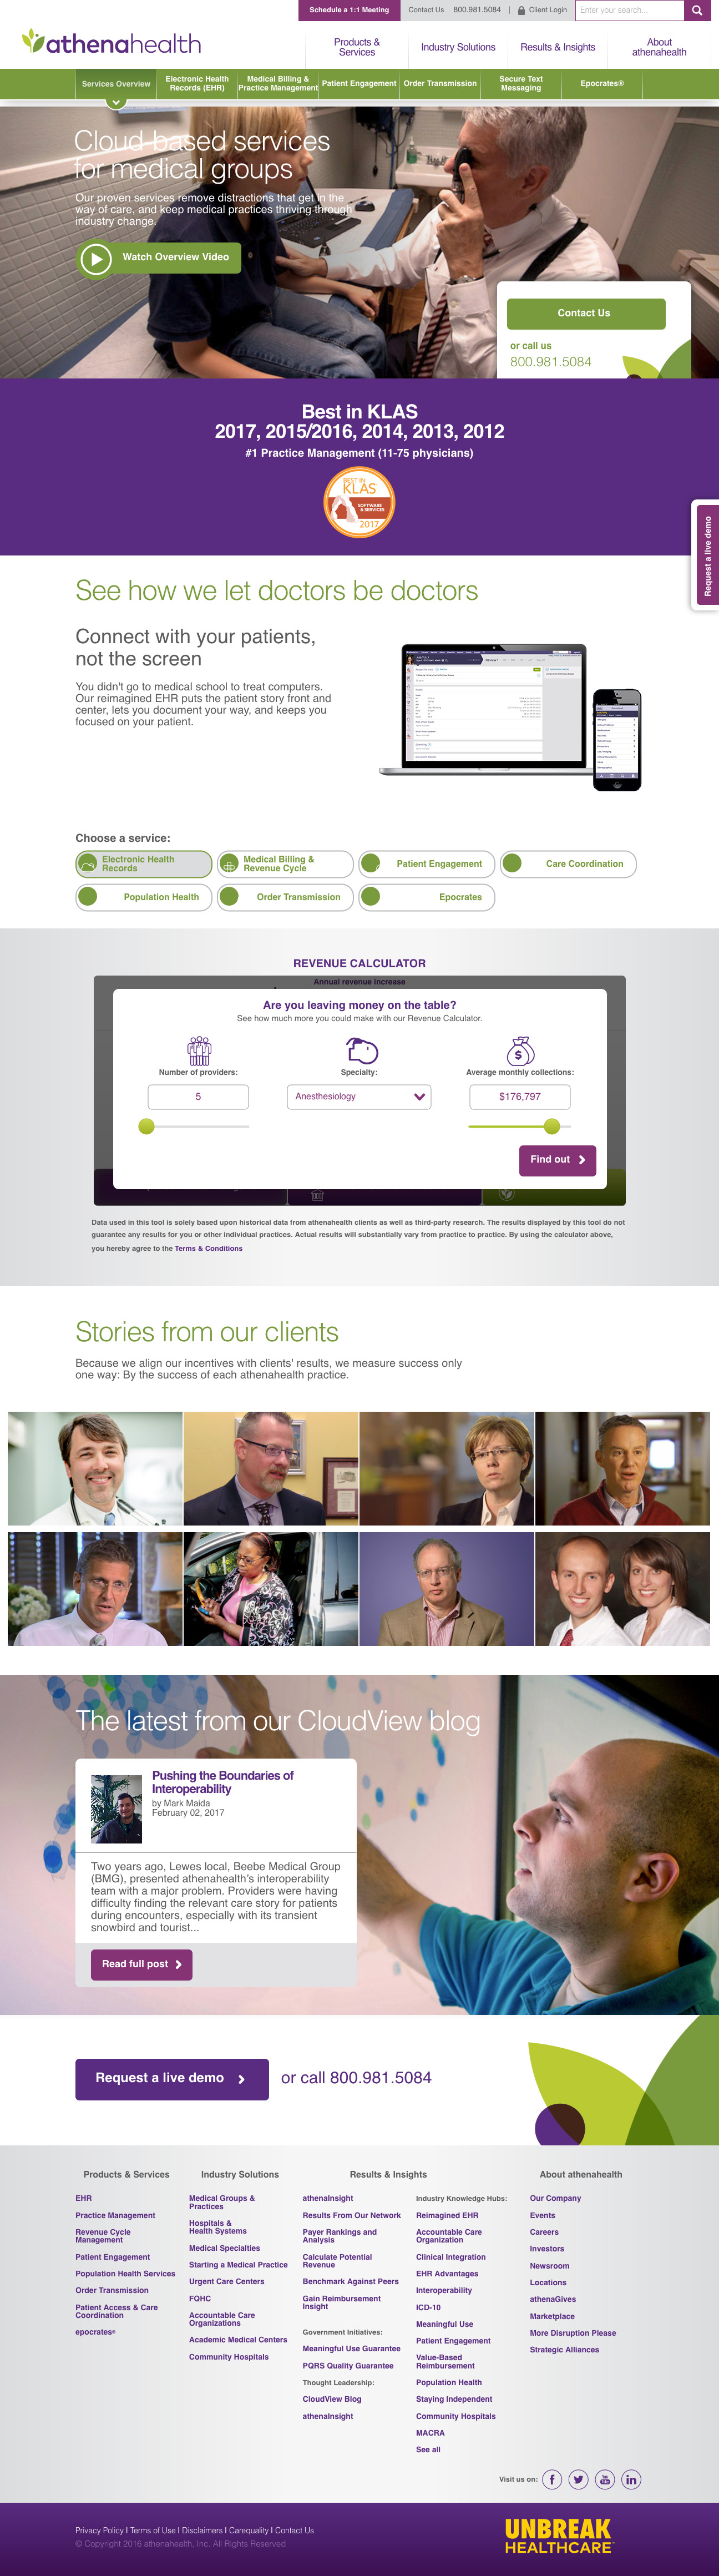 Schedule a 1:1 Meeting
Contact Us 800.981.5084 | Client Login
Enter your search...
athenahealth
Products &
Services
Industry Solutions
Results & Insights
About
athenahealth
Services Overview
Electronic Health
Records (EHR)
Medical Billing &
Practice Management
Patient Engagement
Order Transmission
Secure Text
Messaging
Epocrates®
Cloud-based services
for medical groups
Our proven services remove distractions that get in the
way of care, and keep medical practices thriving through
industry change.
Watch Overview Video
Contact Us
or call us
800.981.5084
Best in KLAS
2017, 2015/2016, 2014, 2013, 2012
#1 Practice Management (11-75 physicians)
BEST IN
KLAS
SOFTWARE
& SERVICES
2017
Request a live demo
See how we let doctors be doctors
Connect with your patients,
not the screen
You didn't go to medical school to treat computers.
Our reimagined EHR puts the patient story front and
center, lets you document your way, and keeps you
focused on your patient.
Choose a service:
Electronic Health
Records
Medical Billing &
Revenue Cycle
Patient Engagement
Care Coordination
Population Health
Order Transmission
Epocrates
REVENUE CALCULATOR
Annual revenue increase
Are you leaving money on the table?
See how much more you could make with our Revenue Calculator.
Number of providers:
Specialty:
Average monthly collections:
5
Anesthesiology
$176,797
Find out
Data used in this tool is solely based upon historical data from athenahealth clients as well as third-party research. The results displayed by this tool do not
guarantee any results for you or other individual practices. Actual results will substantially vary from practice to practice. By using the calculator above,
you hereby agree to the Terms & Conditions
Stories from our clients
Because we align our incentives with clients' results, we measure success only
one way: By the success of each athenahealth practice.
The latest from our CloudView blog
Pushing the Boundaries of
Interoperability
by Mark Maida
February 02, 2017
Two years ago, Lewes local, Beebe Medical Group
(BMG), presented athenahealth's interoperability
team with a major problem. Providers were having
difficulty finding the relevant care story for patients
during encounters, especially with its transient
snowbird and tourist...
Read full post
Request a live demo
or call 800.981.5084
Products & Services
EHR
Practice Management
Revenue Cycle
Management
Patient Engagement
Population Health Services
Order Transmission
Patient Access & Care
Coordination
epocrates®
Industry Solutions
Medical Groups &
Practices
Hospitals &
Health Systems
Medical Specialties
Starting a Medical Practice
Urgent Care Centers
FQHC
Accountable Care
Organizations
Academic Medical Centers
Community Hospitals
Results & Insights
athenaInsight
Results From Our Network
Payer Rankings and
Analysis
Calculate Potential
Revenue
Benchmark Against Peers
Gain Reimbursement
Insight
Government Initiatives:
Meaningful Use Guarantee
PQRS Quality Guarantee
Thought Leadership:
CloudView Blog
athenaInsight
Industry Knowledge Hubs:
Reimagined EHR
Accountable Care
Organization
Clinical Integration
EHR Advantages
Interoperability
ICD-10
Meaningful Use
Patient Engagement
Value-Based
Reimbursement
Population Health
Staying Independent
Community Hospitals
MACRA
See all
About athenahealth
Our Company
Events
Careers
Investors
Newsroom
Locations
athenaGives
Marketplace
More Disruption Please
Strategic Alliances
Visit us on:
Privacy Policy | Terms of Use | Disclaimers | Carequality | Contact Us
© Copyright 2016 athenahealth, Inc. All Rights Reserved
UNBREAK
HEALTHCARE